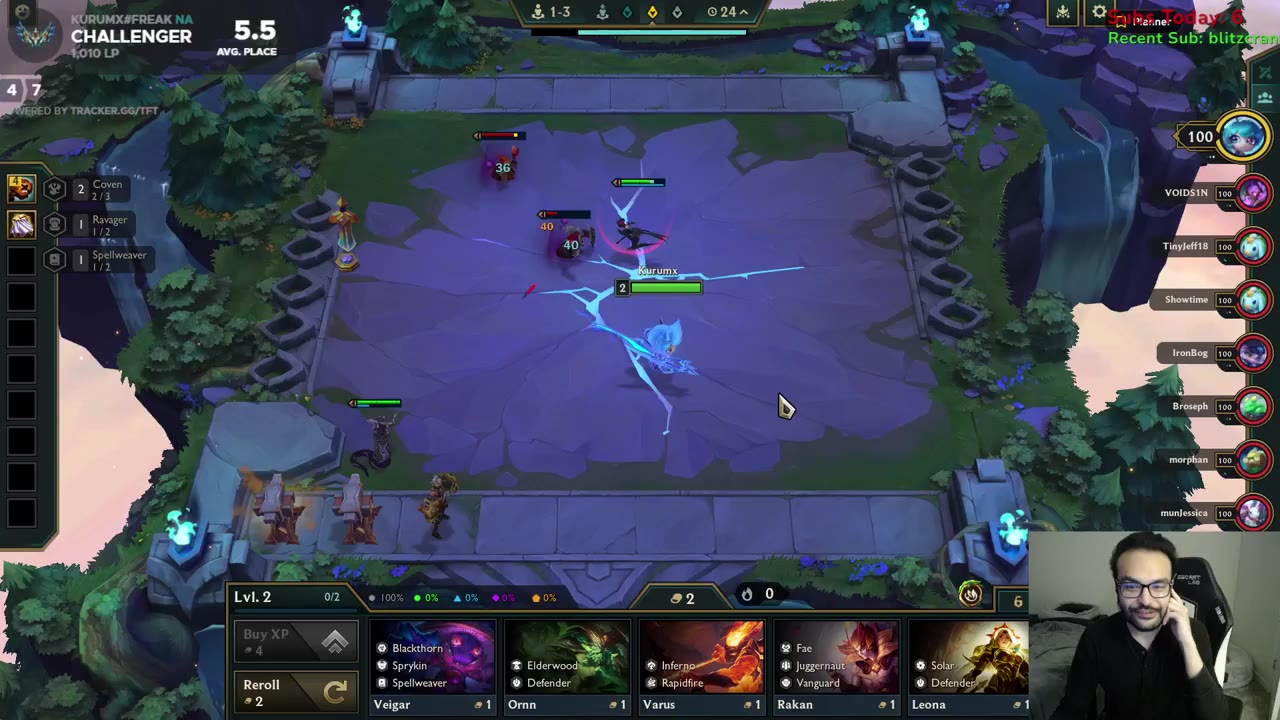 KURUMX#FREAK NA
CHALLENGER
1,010 LP
5.5
AVG. PLACE
4 7
POWERED BY TRACKER.GG/TFT
1-3
24
Planner
Subs Today: 6
Recent Sub: blitzcran
100
VOIDS1N 100
TinyJeff18 100
Showtime 100
IronBog 100
Broseph 100
morphan 100
munJessica 100
2 Coven
2 / 3
1 Ravager
1 / 2
1 Spellweaver
1 / 2
36
40
40
Kurumx
2
Lvl. 2
0/2
100% 0% 0% 0% 0%
2
0
6
Buy XP
4
Reroll
2
Blackthorn
Sprykin
Spellweaver
Veigar 1
Elderwood
Defender
Ornn 1
Inferno
Rapidfire
Varus 1
Fae
Juggernaut
Vanguard
Rakan 1
Solar
Defender
Leona 1
SECRET LAB